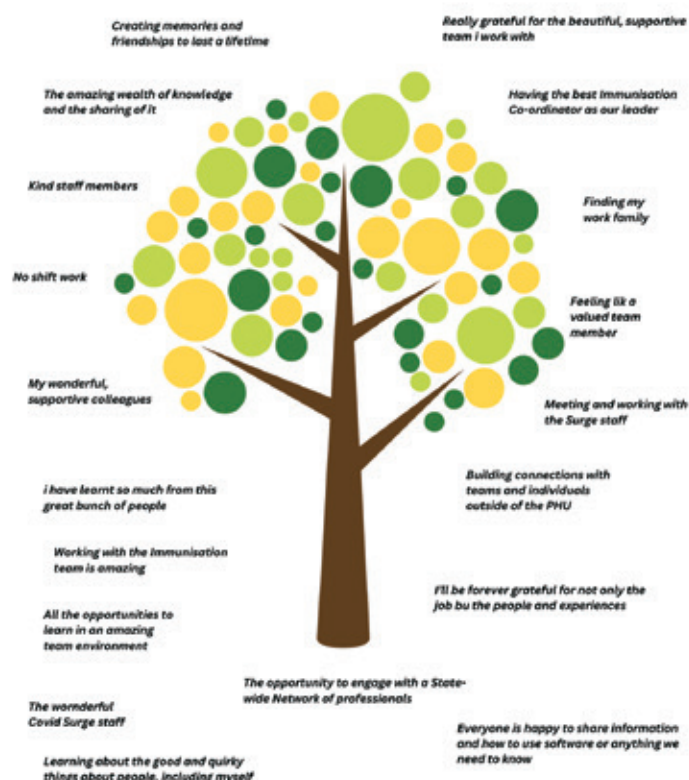 Creating memories and
friendships to last a lifetime
Really grateful for the beautiful, supportive
team i work with
The amazing wealth of knowledge
and the sharing of it
Having the best Immunisation
Co-ordinator as our leader
Kind staff members
Finding my
work family
No shift work
Feeling lik a
valued team
member
My wonderful,
supportive colleagues
Meeting and working with
the Surge staff
i have learnt so much from this
great bunch of people
Building connections with
teams and individuals
outside of the PHU
Working with the Immunisation
team is amazing
I'll be forever grateful for not only the
job bu the people and experiences
All the opportunities to
learn in an amazing
team environment
The opportunity to engage with a State-
wide Network of professionals
The wornderful
Covid Surge staff
Everyone is happy to share information
and how to use software or anything we
need to know
Learning about the good and quirky
things about people, including myself